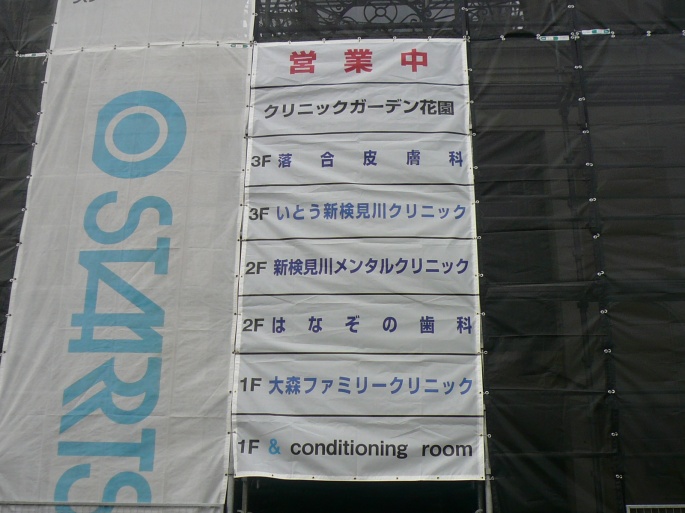 営業中
クリニックガーデン花園
3F 落合皮膚科
3F いとう新検見川クリニック
2F 新検見川メンタルクリニック
2F はなぞの歯科
1F 大森ファミリークリニック
1F & conditioning room
STARTS